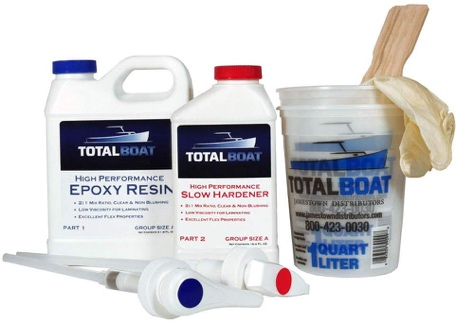 TOTALBOAT
HIGH PERFORMANCE
EPOXY RESIN
• 2:1 MIX RATIO, CLEAR & NON BLUSHING
• LOW VISCOSITY FOR LAMINATING
• EXCELLENT FLEX PROPERTIES
PART 1 GROUP SIZE A
TOTALBOAT
HIGH PERFORMANCE
SLOW HARDENER
• 2:1 MIX RATIO, CLEAR & NON BLUSHING
• LOW VISCOSITY FOR LAMINATING
• EXCELLENT FLEX PROPERTIES
PART 2 GROUP SIZE A
TOTALBOAT
TOTALBOAT
JAMESTOWN DISTRIBUTORS
www.jamestowndistributors.com
800-423-0030
1 QUART
LITER